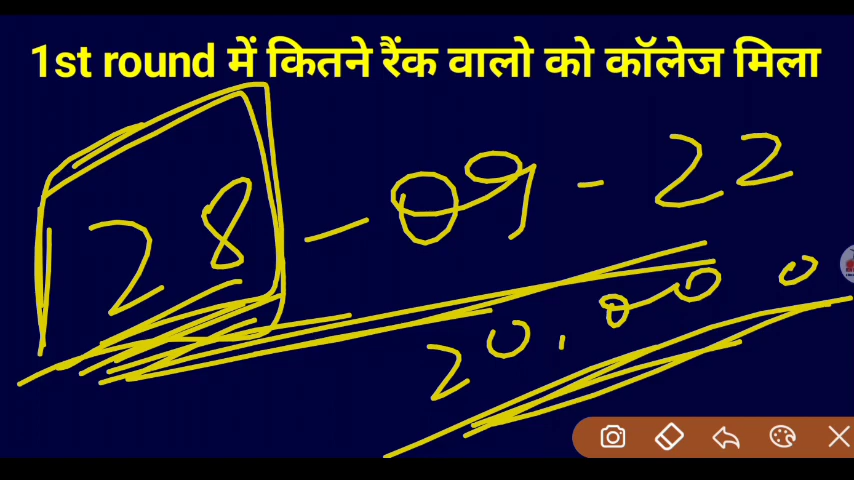 1st round में कितने रैंक वालो को कॉलेज मिला
28 - 09 - 22
20,000